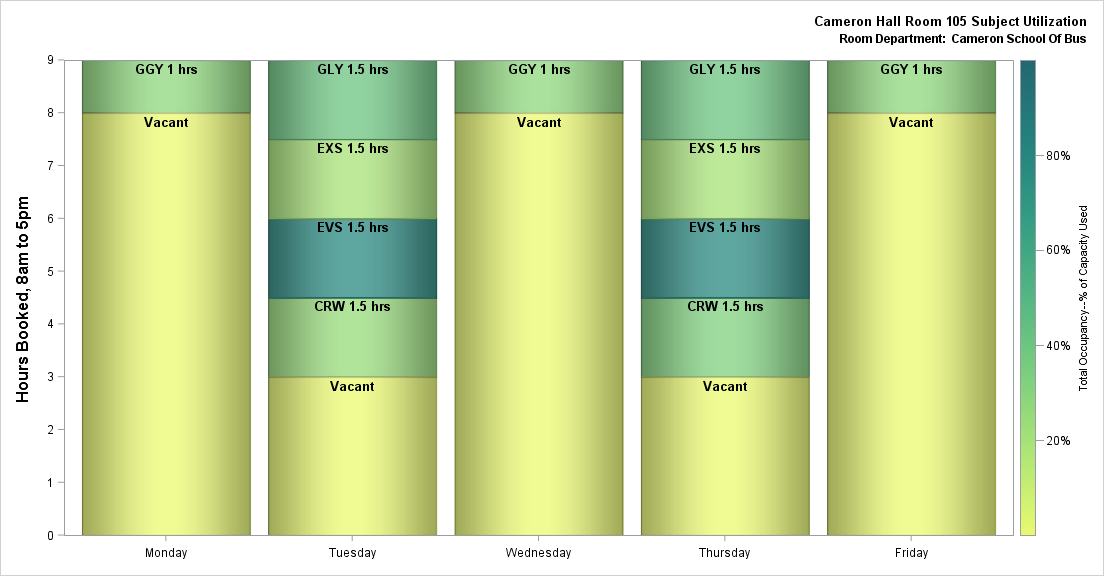 Cameron Hall Room 105 Subject Utilization
Room Department: Cameron School Of Bus
Hours Booked, 8am to 5pm
9
8
7
6
5
4
3
2
1
0
GGY 1 hrs
Vacant
GLY 1.5 hrs
EXS 1.5 hrs
EVS 1.5 hrs
CRW 1.5 hrs
Vacant
GGY 1 hrs
Vacant
GLY 1.5 hrs
EXS 1.5 hrs
EVS 1.5 hrs
CRW 1.5 hrs
Vacant
GGY 1 hrs
Vacant
Monday
Tuesday
Wednesday
Thursday
Friday
80%
60%
40%
20%
Total Occupancy--% of Capacity Used